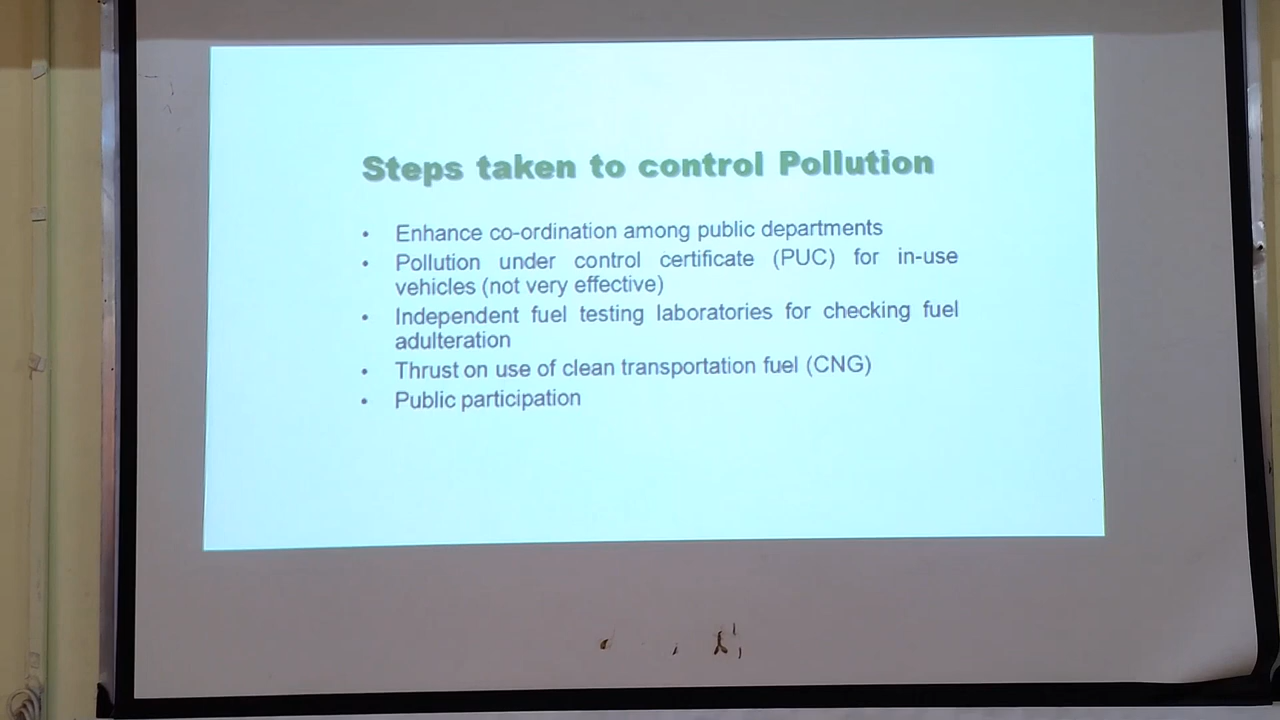 Steps taken to control Pollution
• Enhance co-ordination among public departments
• Pollution under control certificate (PUC) for in-use
vehicles (not very effective)
• Independent fuel testing laboratories for checking fuel
adulteration
• Thrust on use of clean transportation fuel (CNG)
• Public participation